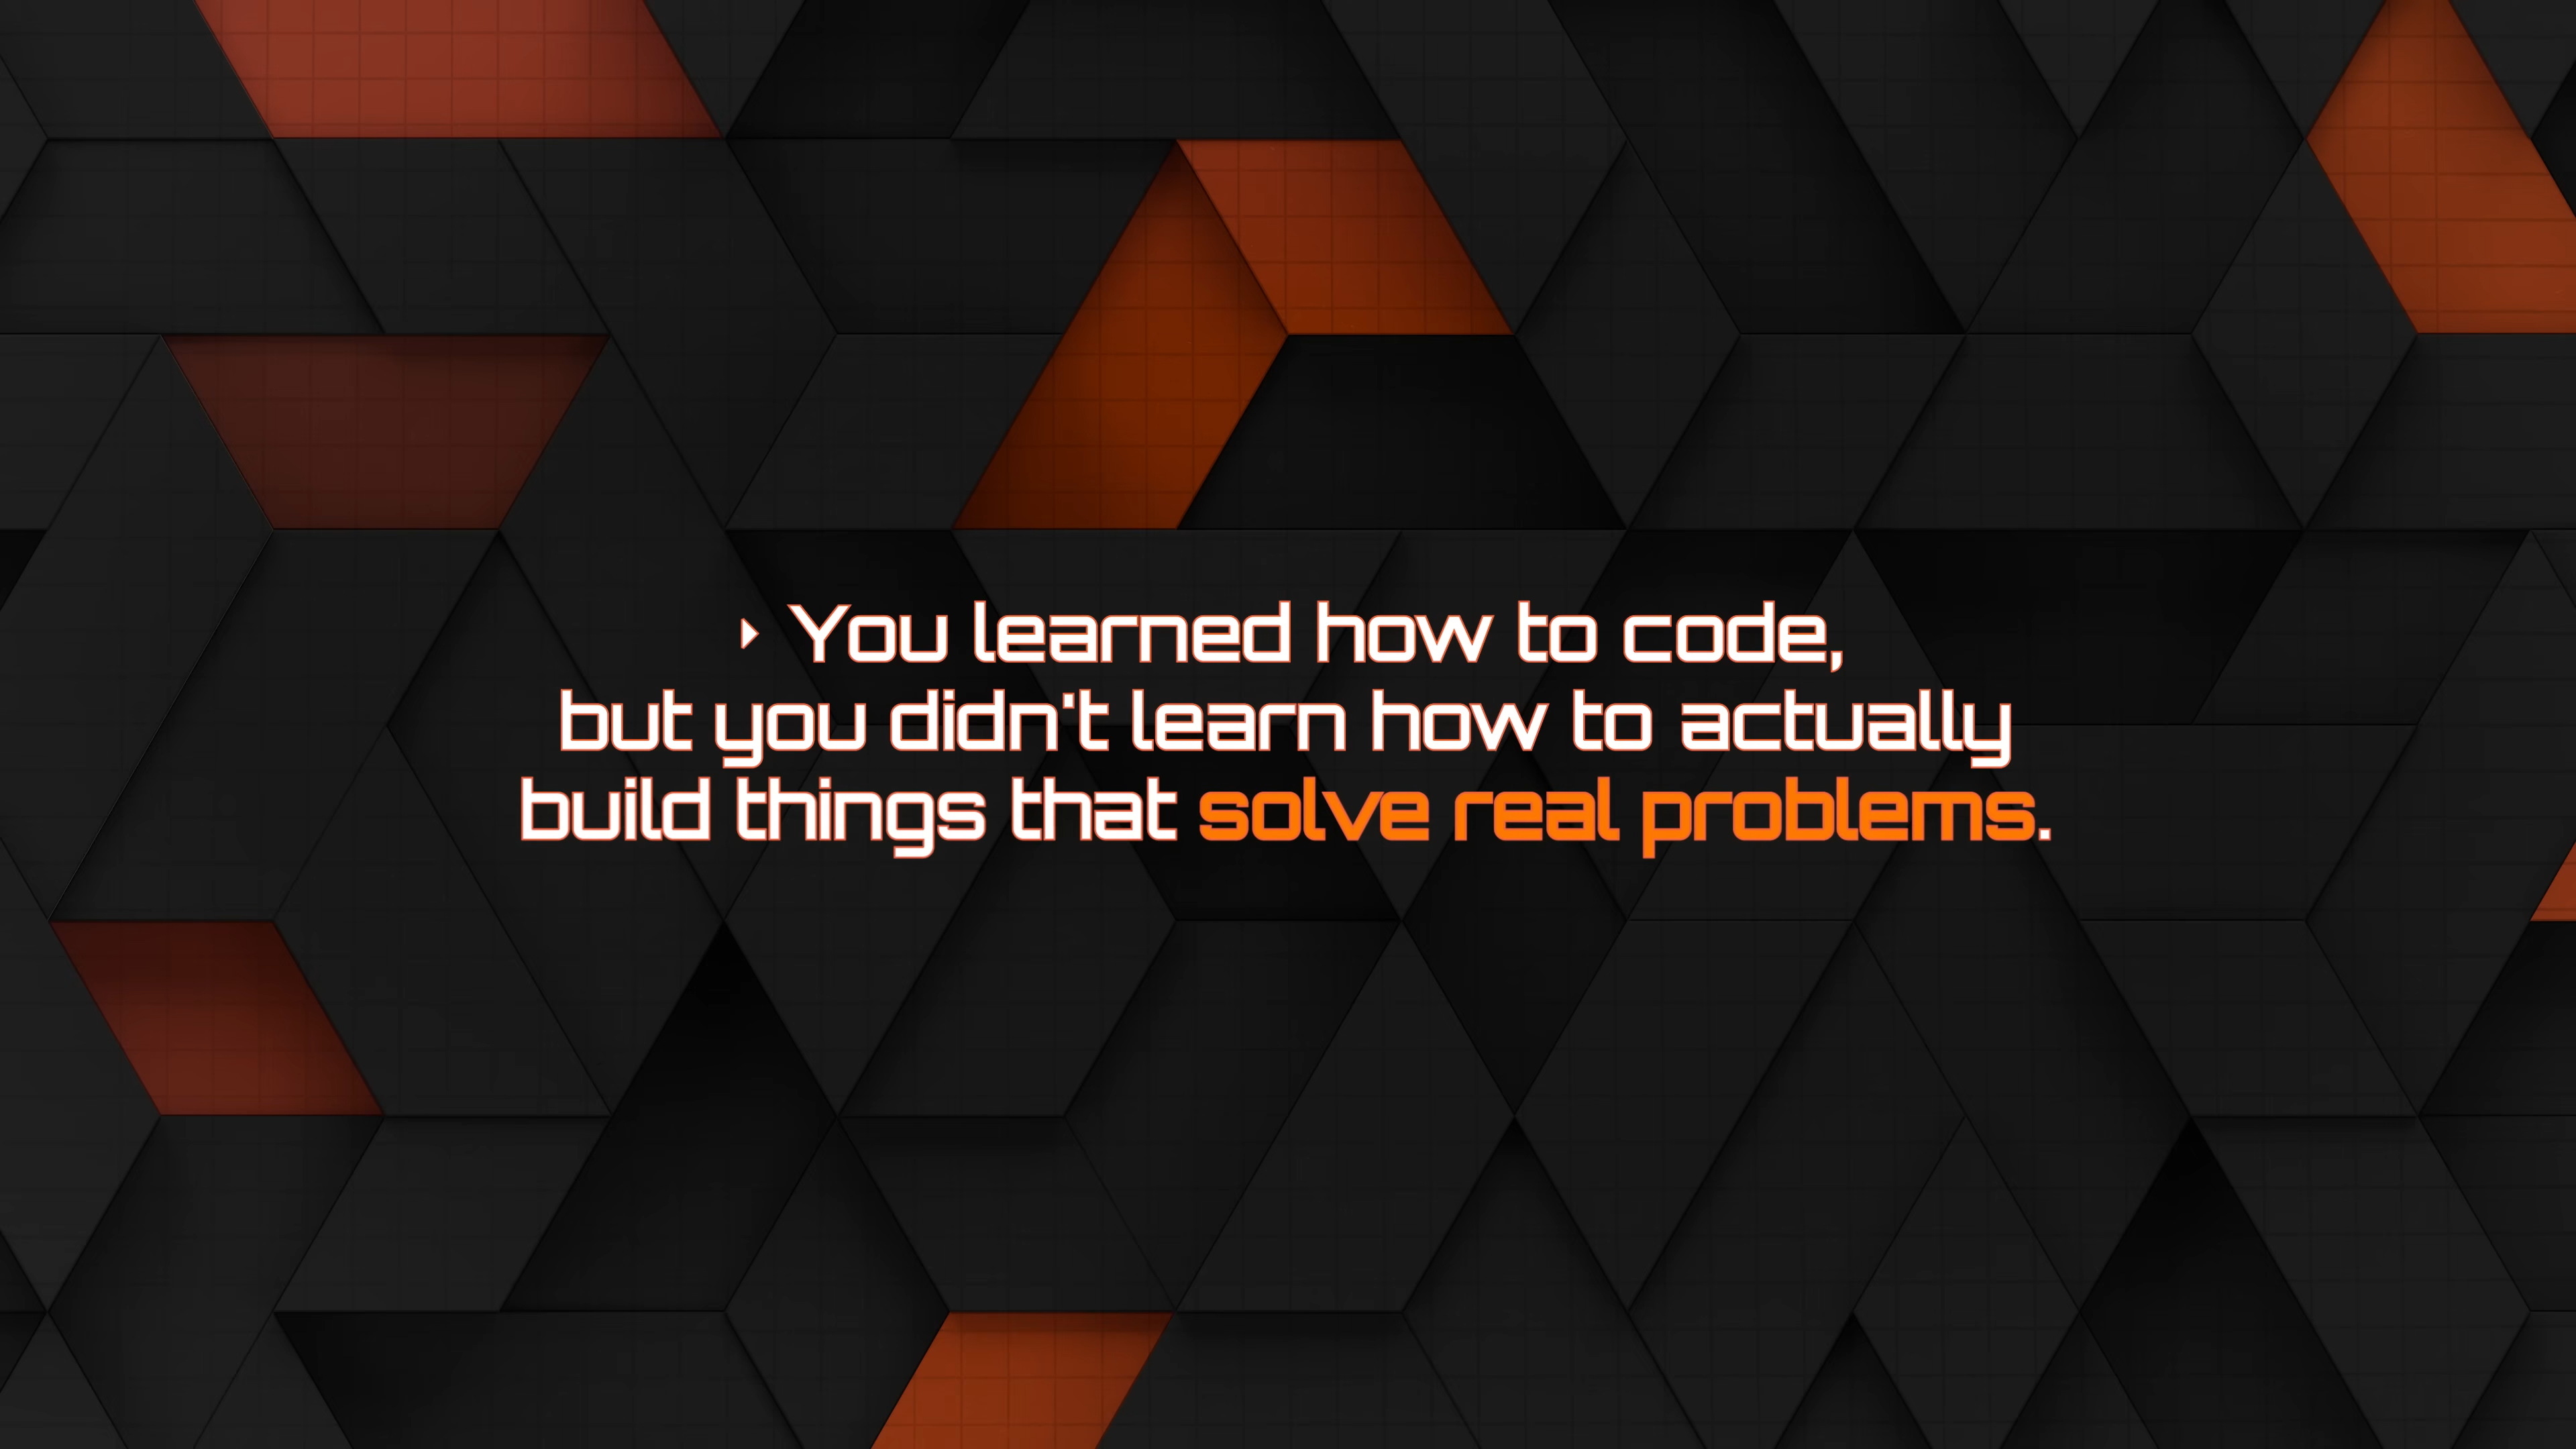 ‣ You learned how to code,
but you didn't learn how to actually
build things that solve real problems.